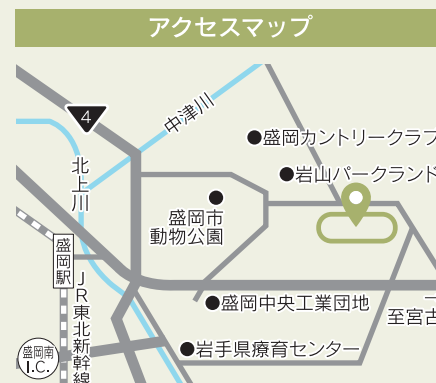 アクセスマップ
4
中津川
盛岡カントリークラブ
北上川
岩山パークランド
盛岡市
動物公園
盛岡駅
JR東北新幹線
盛岡中央工業団地
至宮古
盛岡南
I.C.
岩手県療育センター